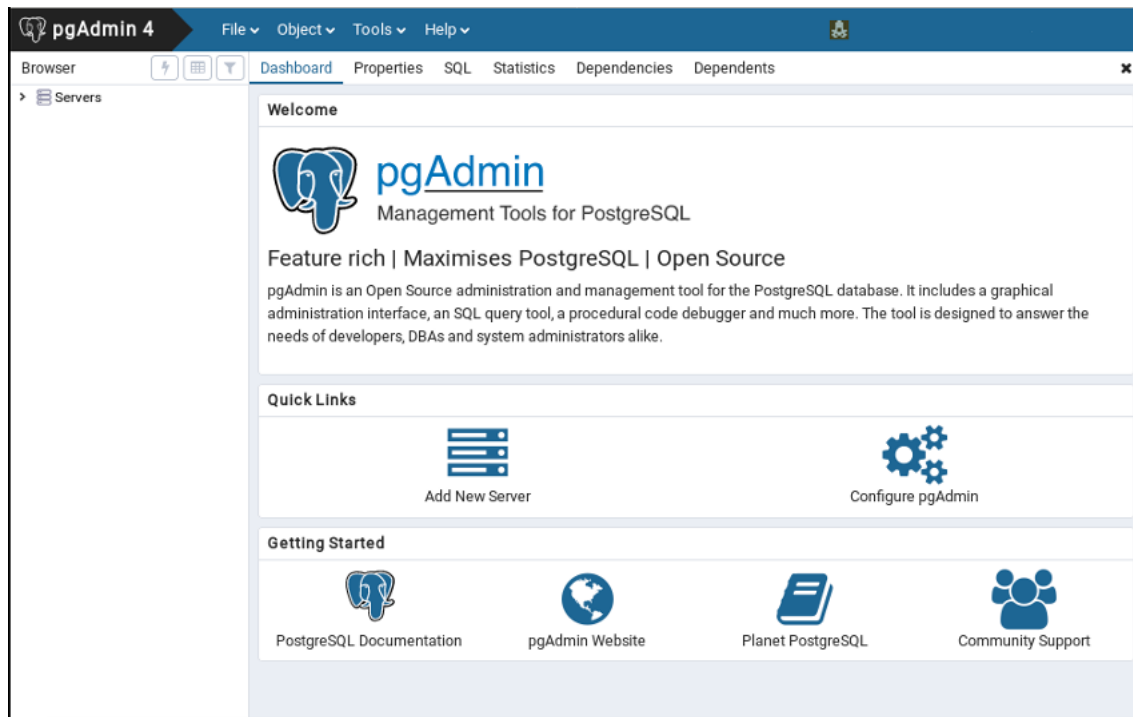 pgAdmin 4
File Object Tools Help
Browser
Dashboard Properties SQL Statistics Dependencies Dependents
Servers
Welcome
pgAdmin
Management Tools for PostgreSQL
Feature rich | Maximises PostgreSQL | Open Source
pgAdmin is an Open Source administration and management tool for the PostgreSQL database. It includes a graphical
administration interface, an SQL query tool, a procedural code debugger and much more. The tool is designed to answer the
needs of developers, DBAs and system administrators alike.
Quick Links
Add New Server
Configure pgAdmin
Getting Started
PostgreSQL Documentation
pgAdmin Website
Planet PostgreSQL
Community Support